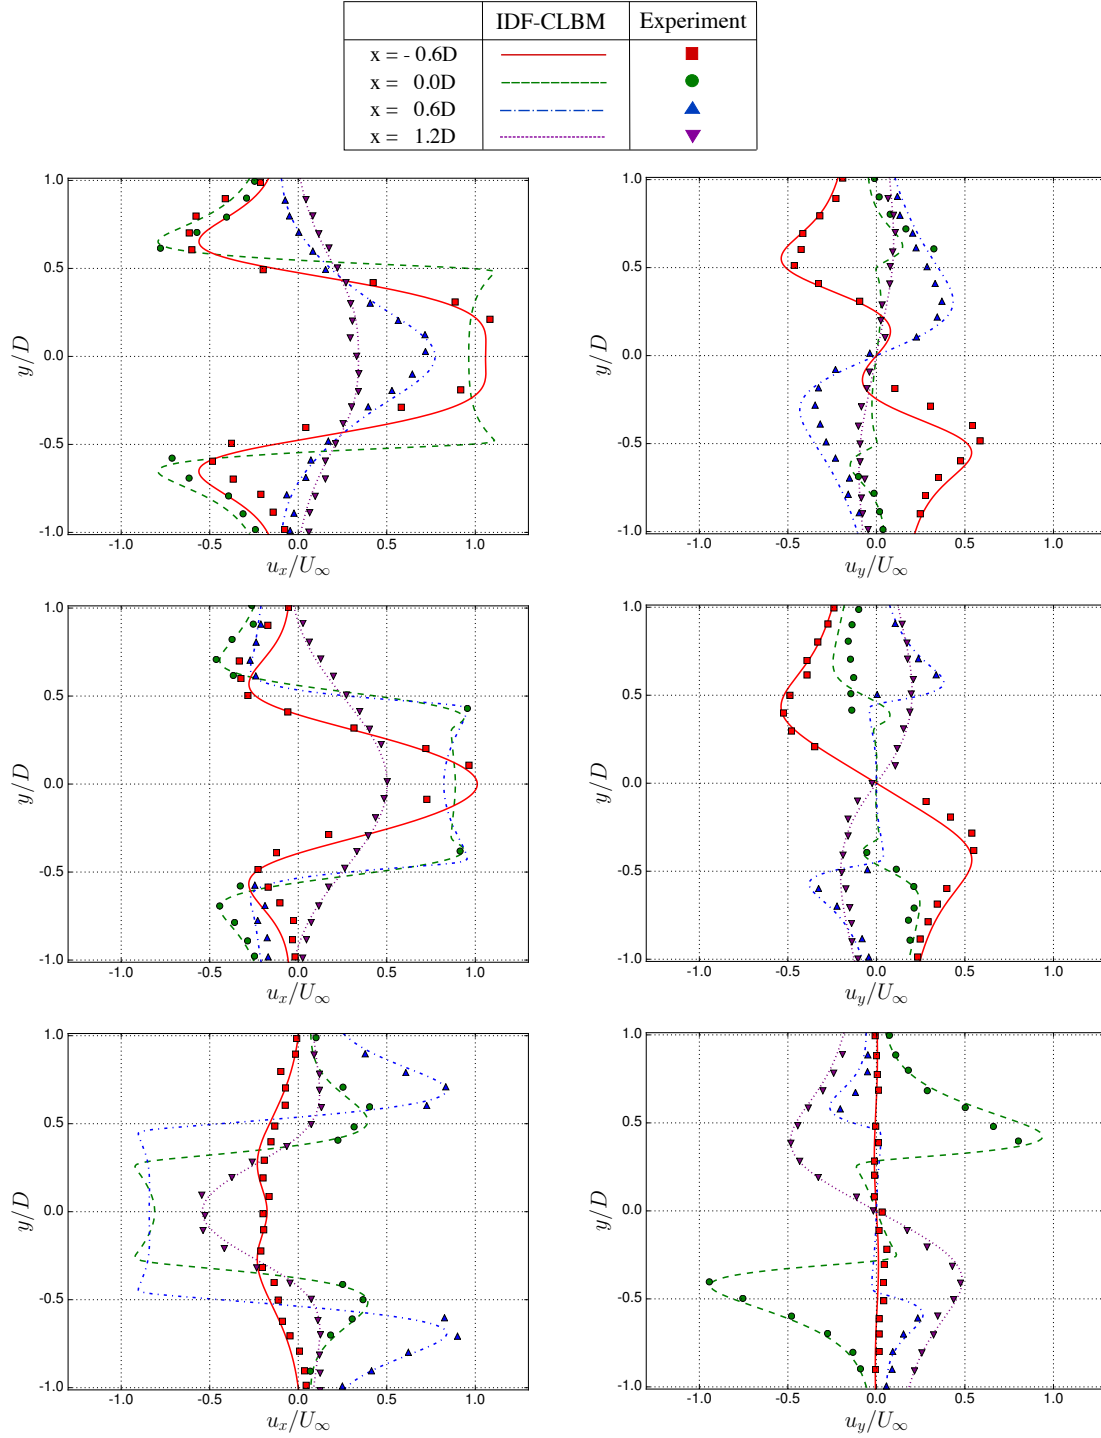 IDF-CLBM Experiment
x = - 0.6D
x = 0.0D
x = 0.6D
x = 1.2D
1.0 1.0
0.5 0.5
y/D 0.0 y/D 0.0
-0.5 -0.5
-1.0 -1.0
-1.0 -0.5 0.0 0.5 1.0 -1.0 -0.5 0.0 0.5 1.0
u_x/U_∞ u_y/U_∞
1.0 1.0
0.5 0.5
y/D 0.0 y/D 0.0
-0.5 -0.5
-1.0 -1.0
-1.0 -0.5 0.0 0.5 1.0 -1.0 -0.5 0.0 0.5 1.0
u_x/U_∞ u_y/U_∞
1.0 1.0
0.5 0.5
y/D 0.0 y/D 0.0
-0.5 -0.5
-1.0 -1.0
-1.0 -0.5 0.0 0.5 1.0 -1.0 -0.5 0.0 0.5 1.0
u_x/U_∞ u_y/U_∞